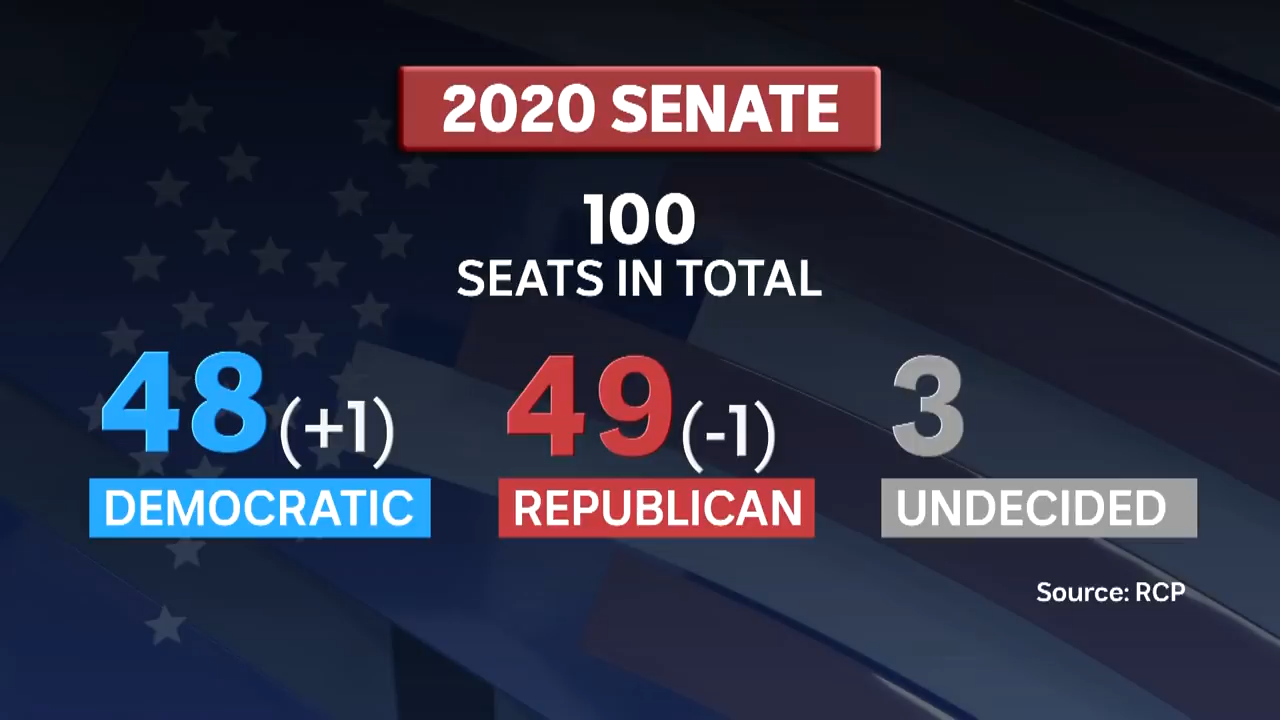 2020 SENATE
100
SEATS IN TOTAL
48 (+1) 49 (-1) 3
DEMOCRATIC REPUBLICAN UNDECIDED
Source: RCP